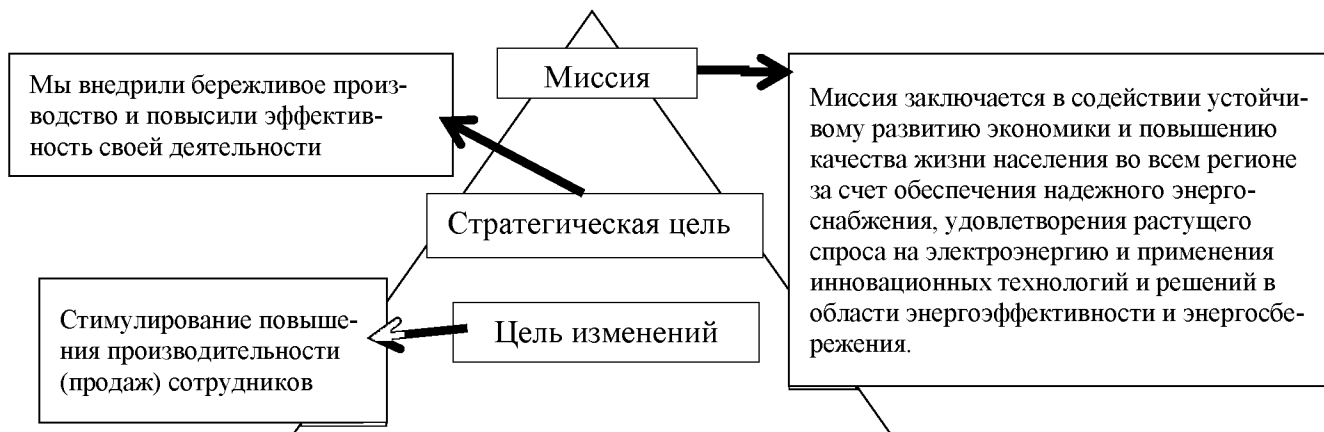 Миссия
Мы внедрили бережливое произ-
водство и повысили эффектив-
ность своей деятельности
Миссия заключается в содействии устойчи-
вому развитию экономики и повышению
качества жизни населения во всем регионе
за счет обеспечения надежного энерго-
снабжения, удовлетворения растущего
спроса на электроэнергию и применения
инновационных технологий и решений в
области энергоэффективности и энергосбе-
режения.
Стратегическая цель
Стимулирование повыше-
ния производительности
(продаж) сотрудников
Цель изменений